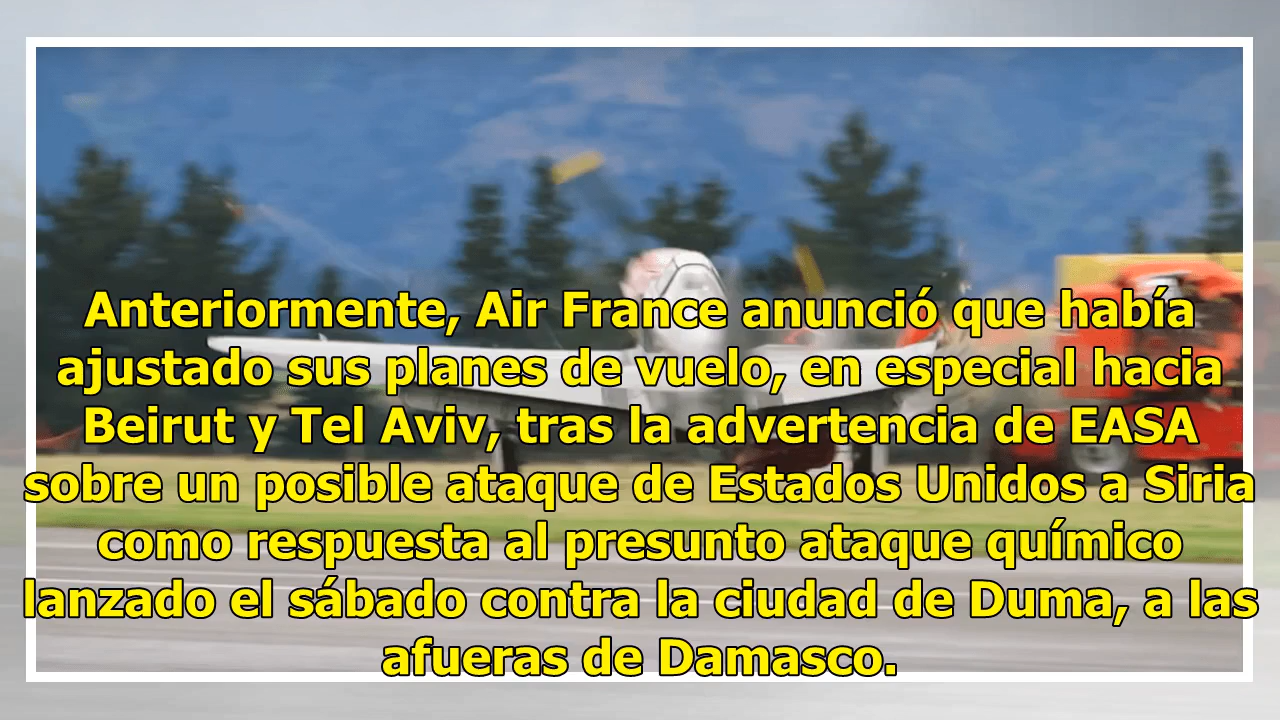 Anteriormente, Air France anunció que había
ajustado sus planes de vuelo, en especial hacia
Beirut y Tel Aviv, tras la advertencia de EASA
sobre un posible ataque de Estados Unidos a Siria
como respuesta al presunto ataque químico
lanzado el sábado contra la ciudad de Duma, a las
afueras de Damasco.